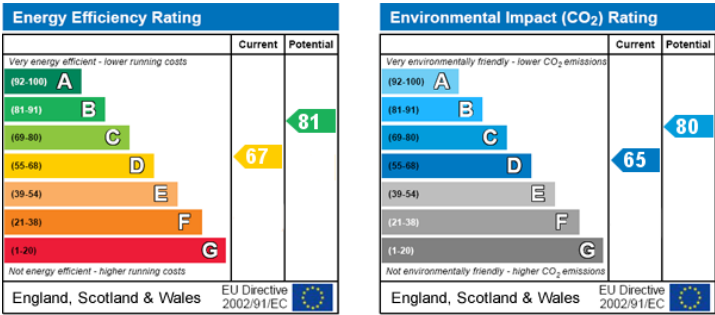 Energy Efficiency Rating
Current Potential
Very energy efficient - lower running costs
(92-100) A
(81-91) B
81
(69-80) C
(55-68) D
67
(39-54) E
(21-38) F
(1-20) G
Not energy efficient - higher running costs
England, Scotland & Wales
EU Directive
2002/91/EC
Environmental Impact (CO2) Rating
Current Potential
Very environmentally friendly - lower CO2 emissions
(92-100) A
(81-91) B
80
(69-80) C
(55-68) D
65
(39-54) E
(21-38) F
(1-20) G
Not environmentally friendly - higher CO2 emissions
England, Scotland & Wales
EU Directive
2002/91/EC